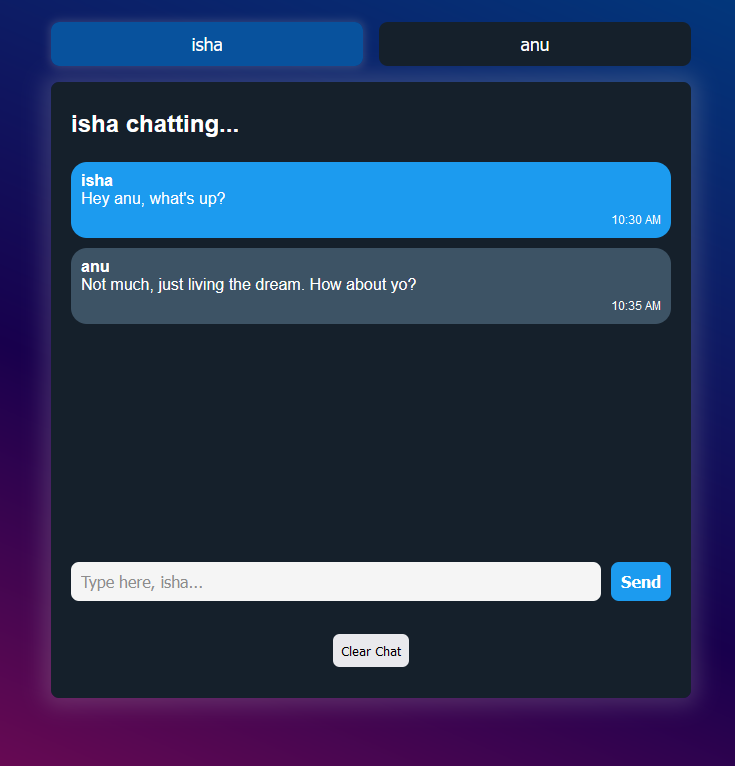 isha
anu
isha chatting...
isha
Hey anu, what's up?
10:30 AM
anu
Not much, just living the dream. How about yo?
10:35 AM
Type here, isha...
Send
Clear Chat